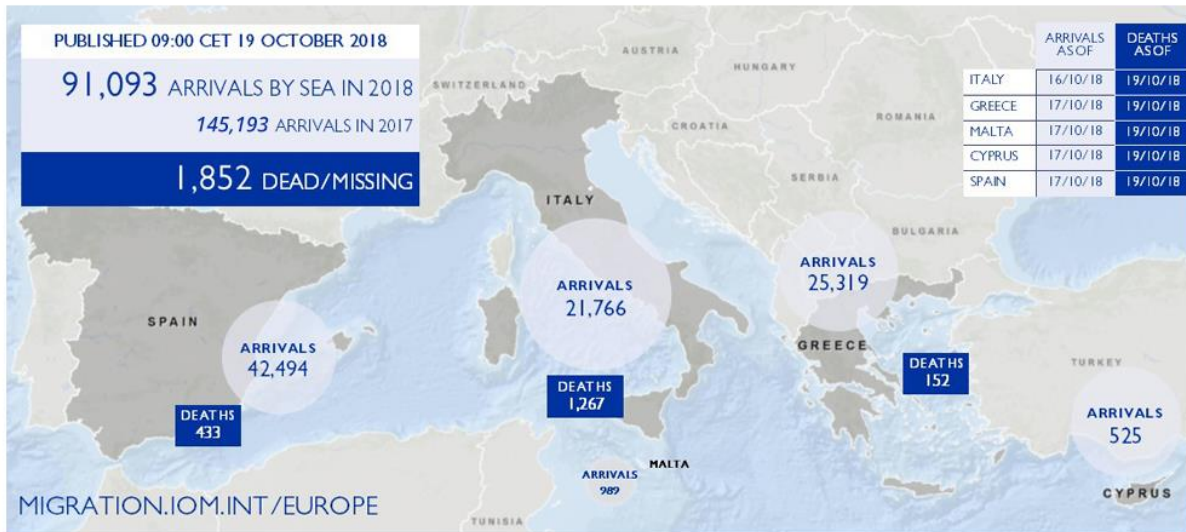 PUBLISHED 09:00 CET 19 OCTOBER 2018
91,093 ARRIVALS BY SEA IN 2018
145,193 ARRIVALS IN 2017
1,852 DEAD/MISSING
ARRIVALS AS OF DEATHS AS OF
ITALY 16/10/18 19/10/18
GREECE 17/10/18 19/10/18
MALTA 17/10/18 19/10/18
CYPRUS 17/10/18 19/10/18
SPAIN 17/10/18 19/10/18
AUSTRIA
HUNGARY
SWITZERLAND
CROATIA
ROMANIA
SERBIA
BULGARIA
ITALY
ARRIVALS
21,766
DEATHS
1,267
ARRIVALS
25,319
GREECE
DEATHS
152
SPAIN
ARRIVALS
42,494
DEATHS
433
TURKEY
ARRIVALS
525
CYPRUS
MALTA
ARRIVALS
989
TUNISIA
MIGRATION.IOM.INT/EUROPE